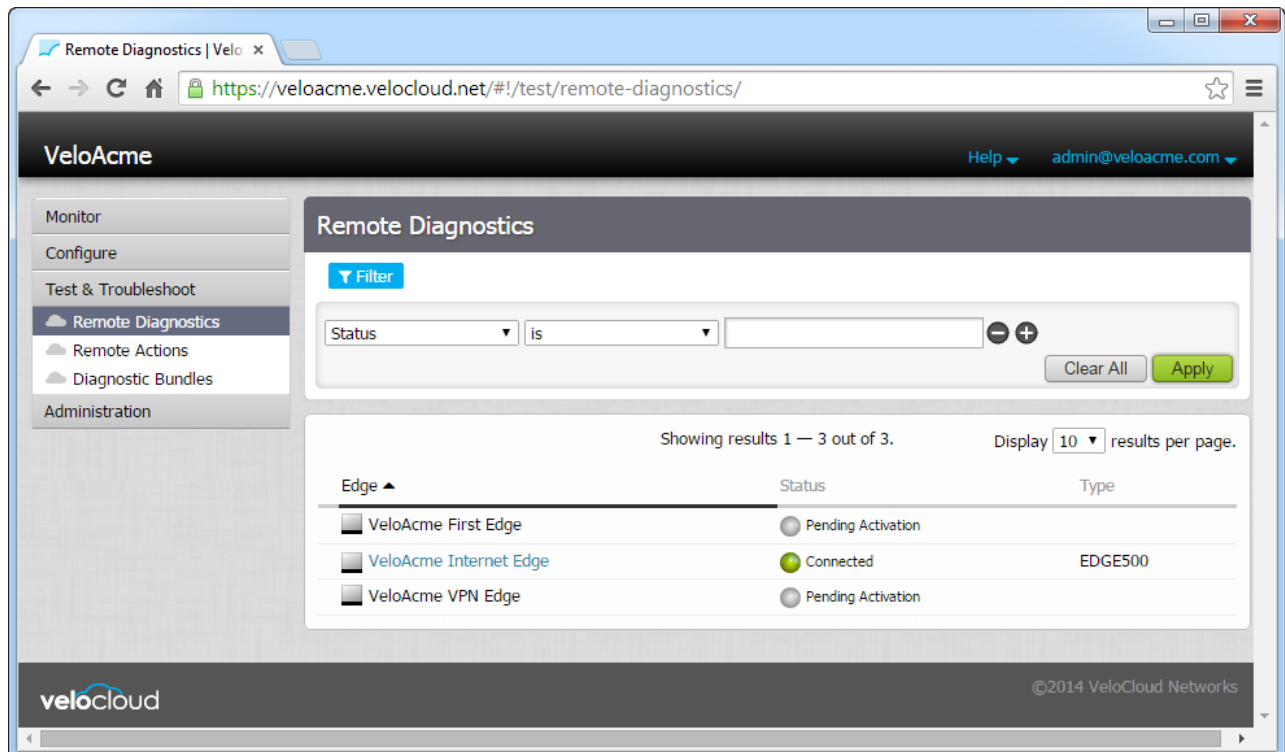 Remote Diagnostics | Velo
https://veloacme.velocloud.net/#!/test/remote-diagnostics/
VeloAcme
Help
admin@veloacme.com
Monitor
Configure
Test & Troubleshoot
Remote Diagnostics
Remote Actions
Diagnostic Bundles
Administration
Remote Diagnostics
Filter
Status is
Clear All Apply
Showing results 1 — 3 out of 3. Display 10 results per page.
Edge Status Type
VeloAcme First Edge Pending Activation
VeloAcme Internet Edge Connected EDGE500
VeloAcme VPN Edge Pending Activation
velocloud
©2014 VeloCloud Networks